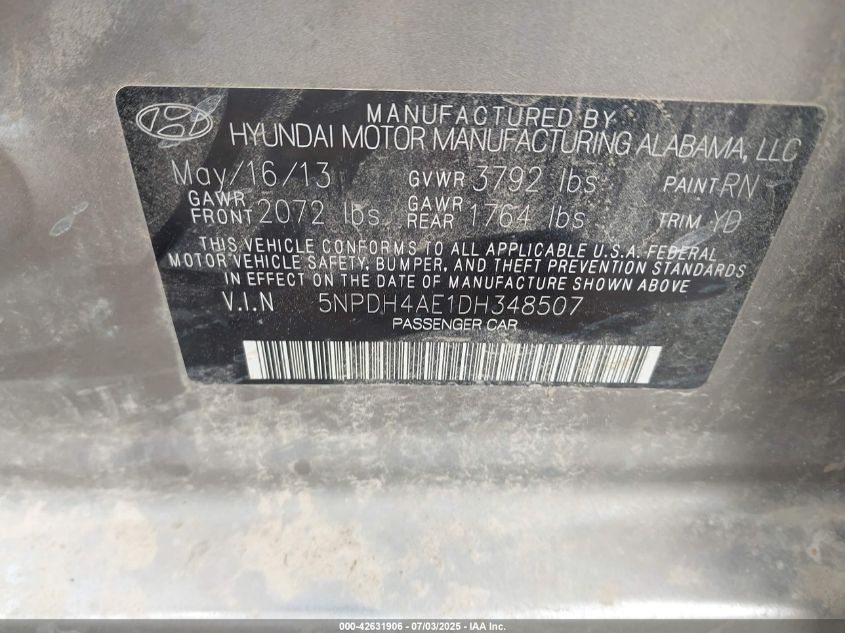 MANUFACTURED BY
HYUNDAI MOTOR MANUFACTURING ALABAMA, LLC
May/16/13 GVWR 3792 lbs PAINT RN
GAWR FRONT 2072 lbs GAWR REAR 1764 lbs TRIM YD
THIS VEHICLE CONFORMS TO ALL APPLICABLE U.S.A. FEDERAL
MOTOR VEHICLE SAFETY, BUMPER, AND THEFT PREVENTION STANDARDS
IN EFFECT ON THE DATE OF MANUFACTURE SHOWN ABOVE
V.I.N 5NPDH4AE1DH348507
PASSENGER CAR
000-42631906 - 07/03/2025 - IAA Inc.